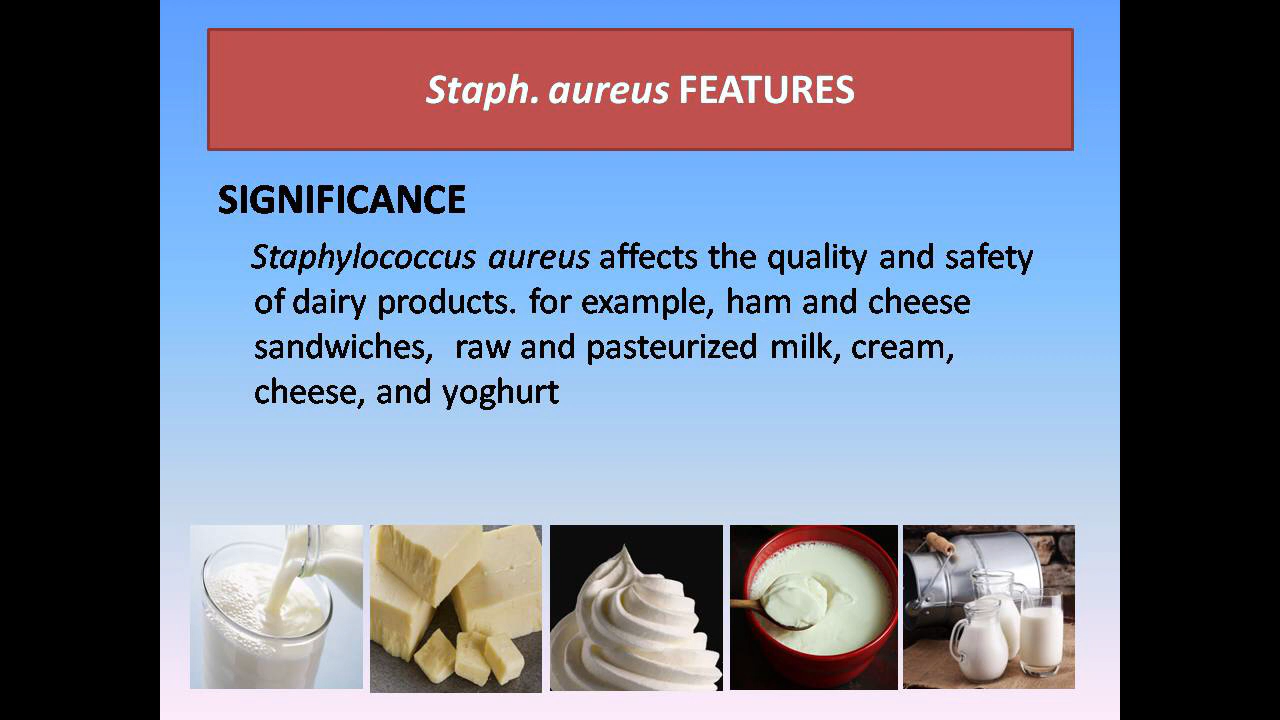 Staph. aureus FEATURES
SIGNIFICANCE
Staphylococcus aureus affects the quality and safety
of dairy products. for example, ham and cheese
sandwiches, raw and pasteurized milk, cream,
cheese, and yoghurt